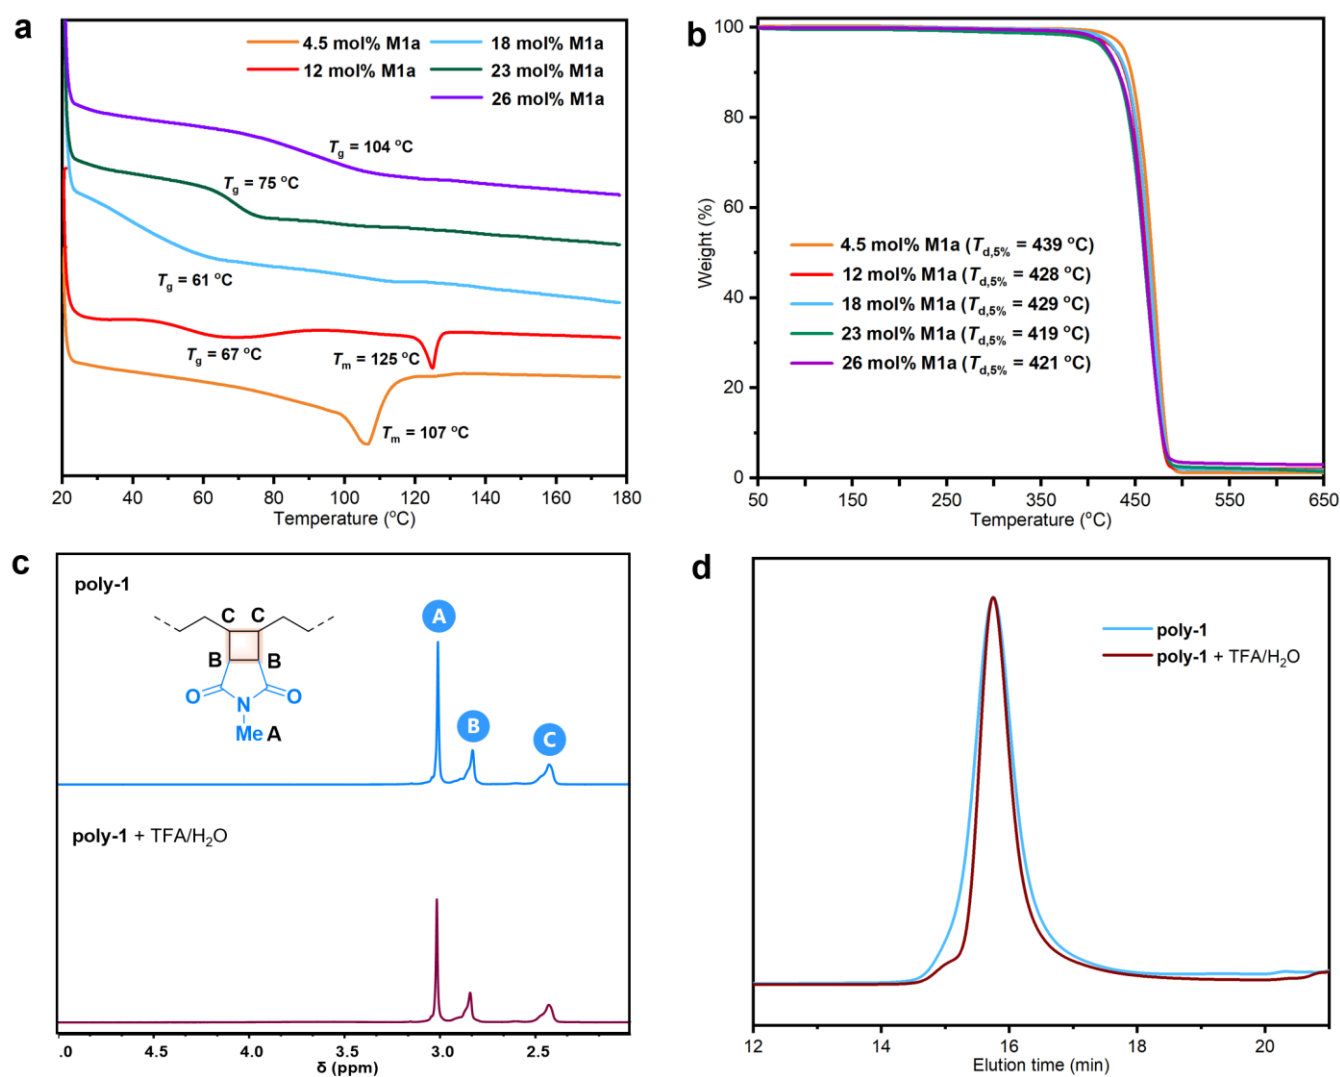 a
4.5 mol% M1a
18 mol% M1a
12 mol% M1a
23 mol% M1a
26 mol% M1a
Tg = 104 °C
Tg = 75 °C
Tg = 61 °C
Tg = 67 °C
Tm = 125 °C
Tm = 107 °C
20 40 60 80 100 120 140 160 180
Temperature (°C)
b
100
80
60
40
20
0
Weight (%)
4.5 mol% M1a (Td,5% = 439 °C)
12 mol% M1a (Td,5% = 428 °C)
18 mol% M1a (Td,5% = 429 °C)
23 mol% M1a (Td,5% = 419 °C)
26 mol% M1a (Td,5% = 421 °C)
50 150 250 350 450 550 650
Temperature (°C)
c
poly-1
C C
B B
O O
N
Me A
A
B
C
poly-1 + TFA/H2O
.0 4.5 4.0 3.5 3.0 2.5
δ (ppm)
d
poly-1
poly-1 + TFA/H2O
12 14 16 18 20
Elution time (min)